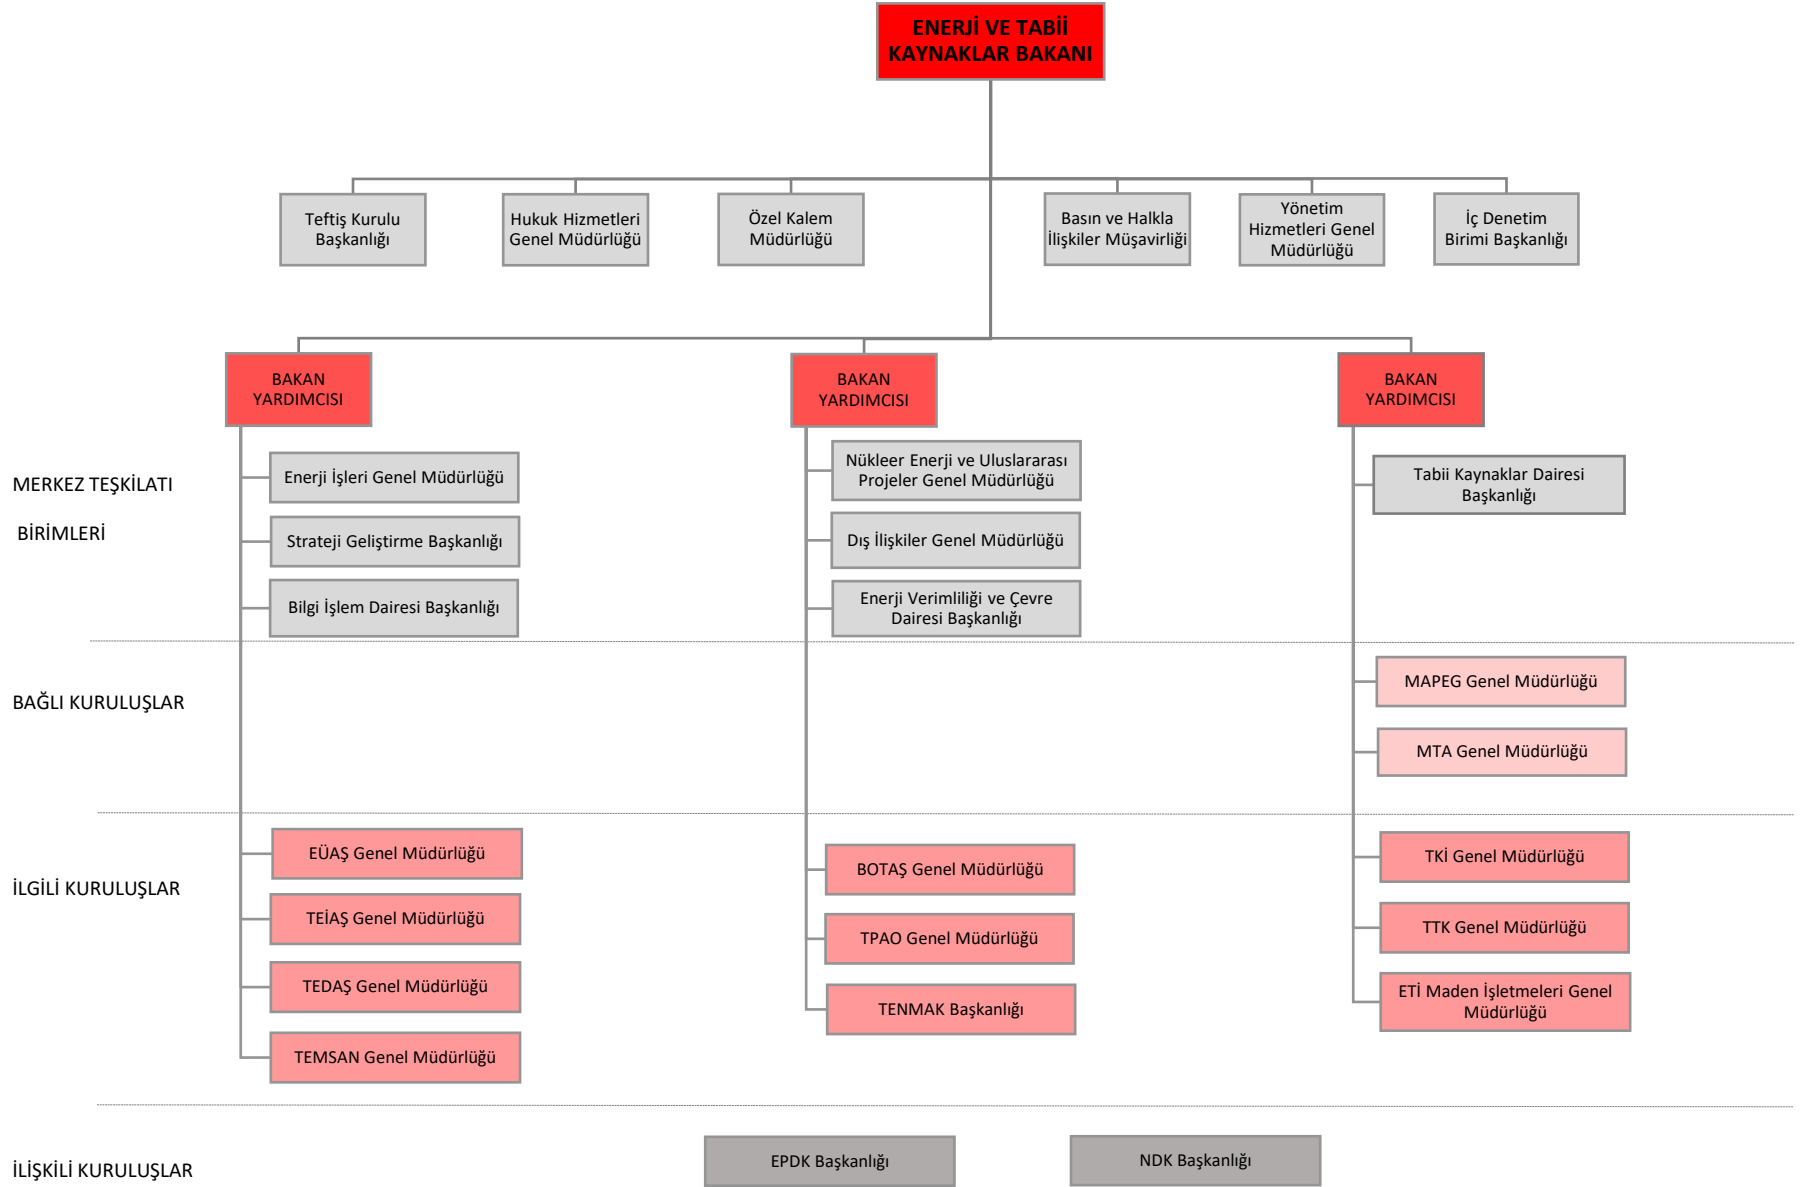 ENERJİ VE TABİİ
KAYNAKLAR BAKANI
Teftiş Kurulu
Başkanlığı
Hukuk Hizmetleri
Genel Müdürlüğü
Özel Kalem
Müdürlüğü
Basın ve Halkla
İlişkiler Müşavirliği
Yönetim
Hizmetleri Genel
Müdürlüğü
İç Denetim
Birimi Başkanlığı
BAKAN
YARDIMCISI
BAKAN
YARDIMCISI
BAKAN
YARDIMCISI
MERKEZ TEŞKİLATI
BİRİMLERİ
Enerji İşleri Genel Müdürlüğü
Strateji Geliştirme Başkanlığı
Bilgi İşlem Dairesi Başkanlığı
Nükleer Enerji ve Uluslararası
Projeler Genel Müdürlüğü
Dış İlişkiler Genel Müdürlüğü
Enerji Verimliliği ve Çevre
Dairesi Başkanlığı
Tabii Kaynaklar Dairesi
Başkanlığı
BAĞLI KURULUŞLAR
MAPEG Genel Müdürlüğü
MTA Genel Müdürlüğü
İLGİLİ KURULUŞLAR
EÜAŞ Genel Müdürlüğü
TEİAŞ Genel Müdürlüğü
TEDAŞ Genel Müdürlüğü
TEMSAN Genel Müdürlüğü
BOTAŞ Genel Müdürlüğü
TPAO Genel Müdürlüğü
TENMAK Başkanlığı
TKİ Genel Müdürlüğü
TTK Genel Müdürlüğü
ETİ Maden İşletmeleri Genel
Müdürlüğü
İLİŞKİLİ KURULUŞLAR
EPDK Başkanlığı
NDK Başkanlığı